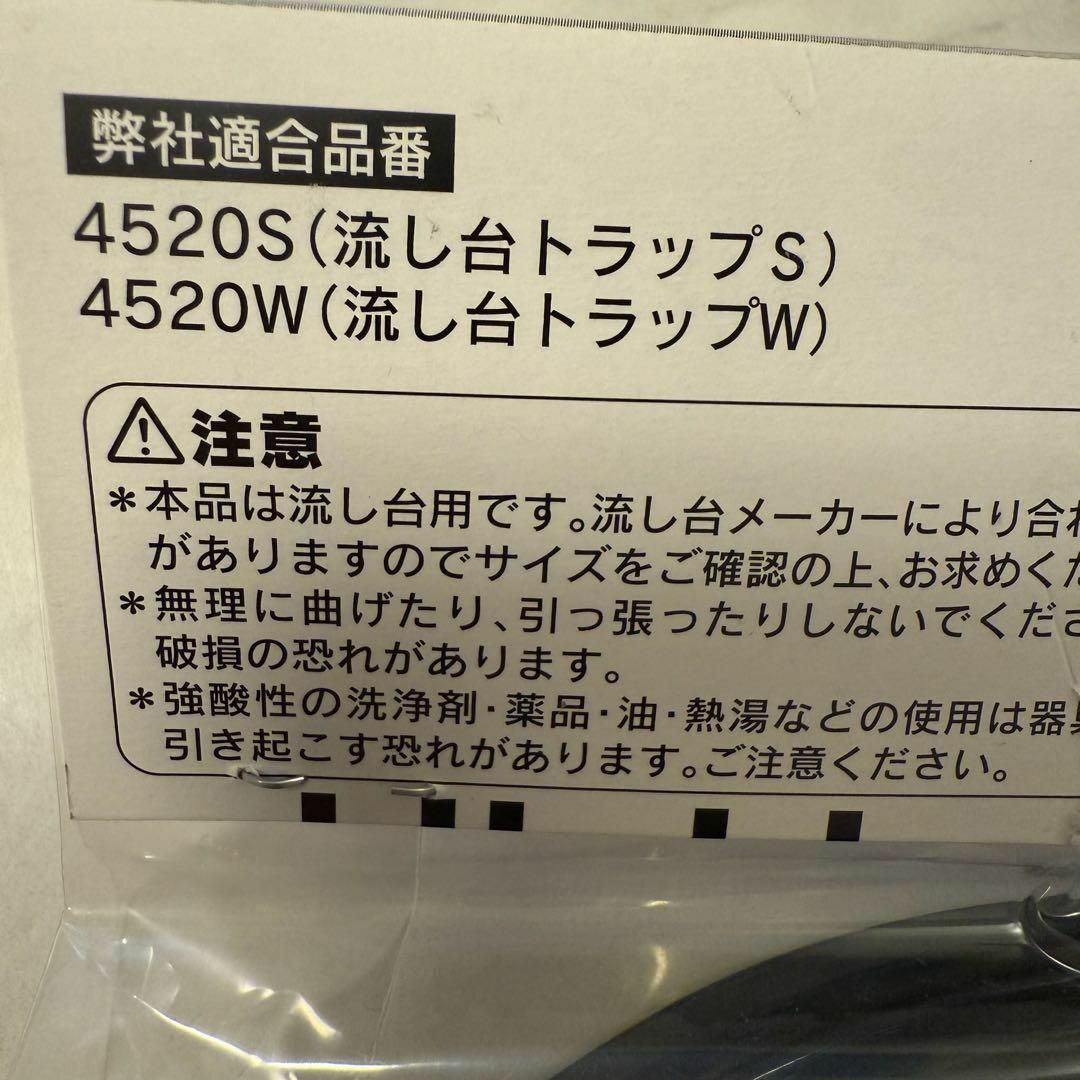 弊社適合品番
4520S(流し台トラップS)
4520W(流し台トラップW)
注意
*本品は流し台用です。流し台メーカーにより合
がありますのでサイズをご確認の上、お求めくだ
*無理に曲げたり、引っ張ったりしないでくださ
破損の恐れがあります。
*強酸性の洗浄剤・薬品・油・熱湯などの使用は器
引き起こす恐れがあります。ご注意ください。